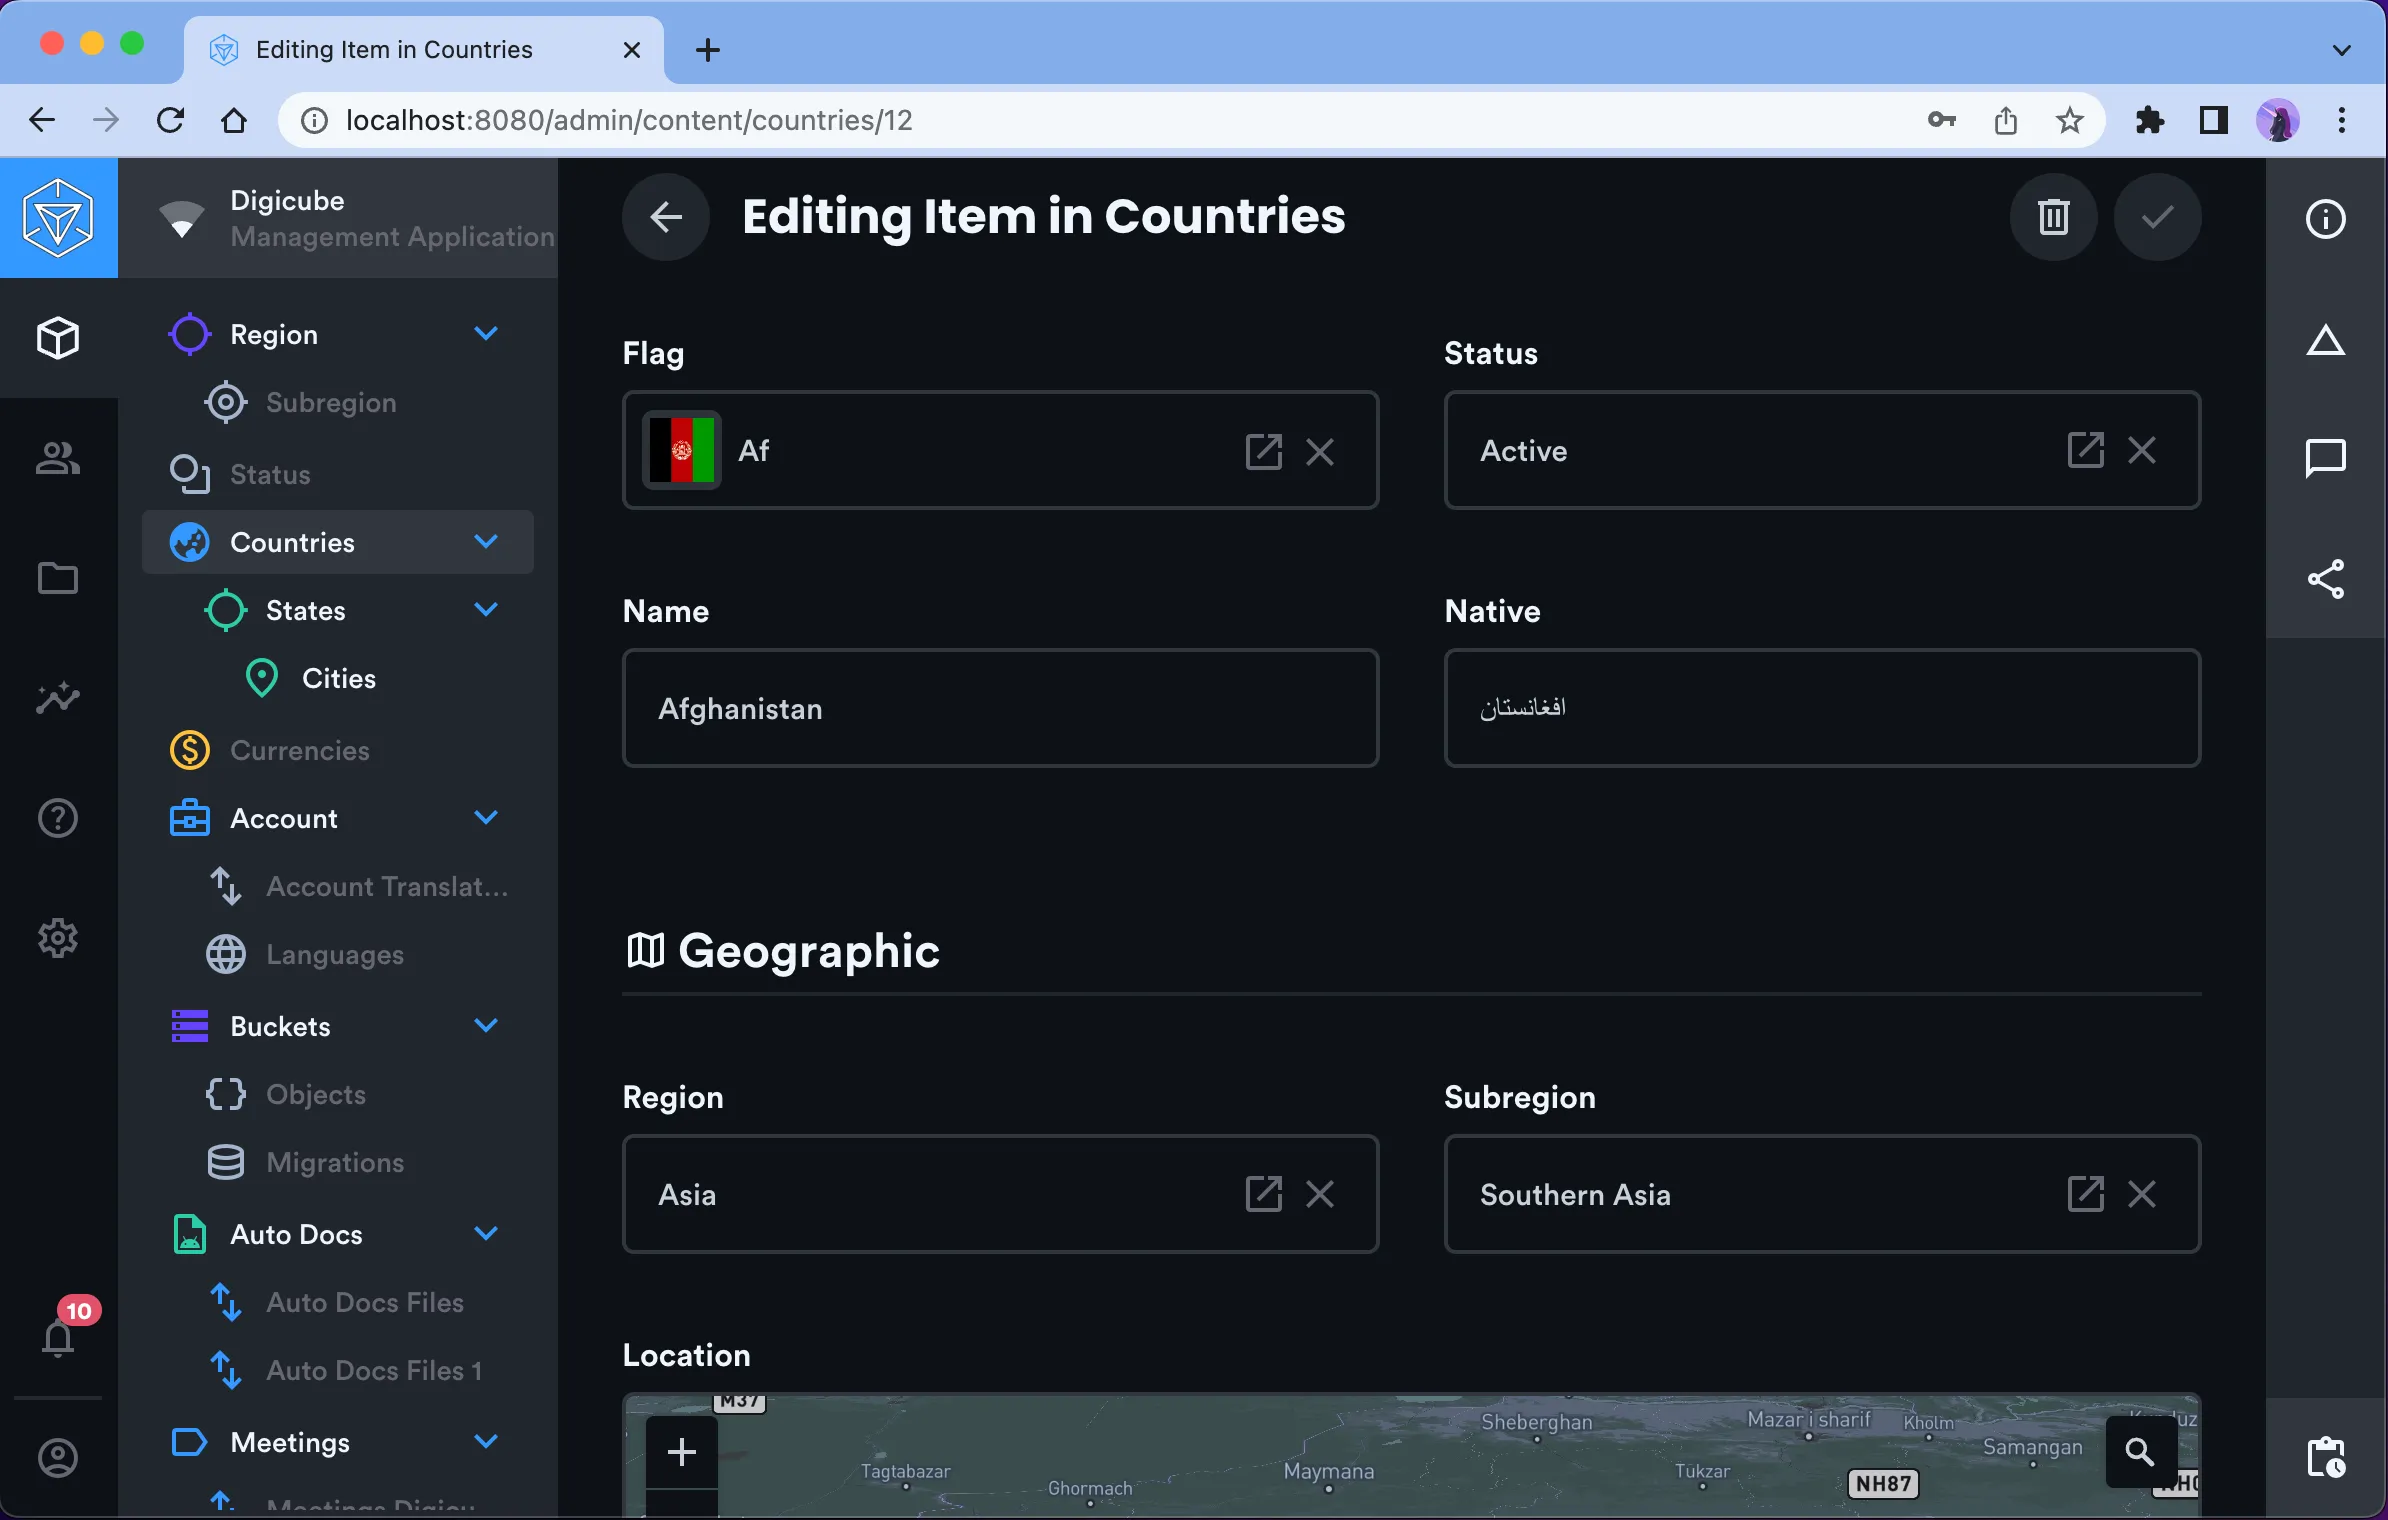 Editing Item in Countries
localhost:8080/admin/content/countries/12
Digicube
Management Application
Region
Subregion
Status
Countries
States
Cities
Currencies
Account
Account Translat...
Languages
Buckets
Objects
Migrations
Auto Docs
Auto Docs Files
Auto Docs Files 1
Meetings
10
Editing Item in Countries
Flag
Status
Af
Active
Name
Native
Afghanistan
افغانستان
Geographic
Region
Subregion
Asia
Southern Asia
Location
M37
Sheberghan
Mazar i sharif
Kholm
Samangan
Tagtabazar
Ghormach
Maymana
Tukzar
NH87